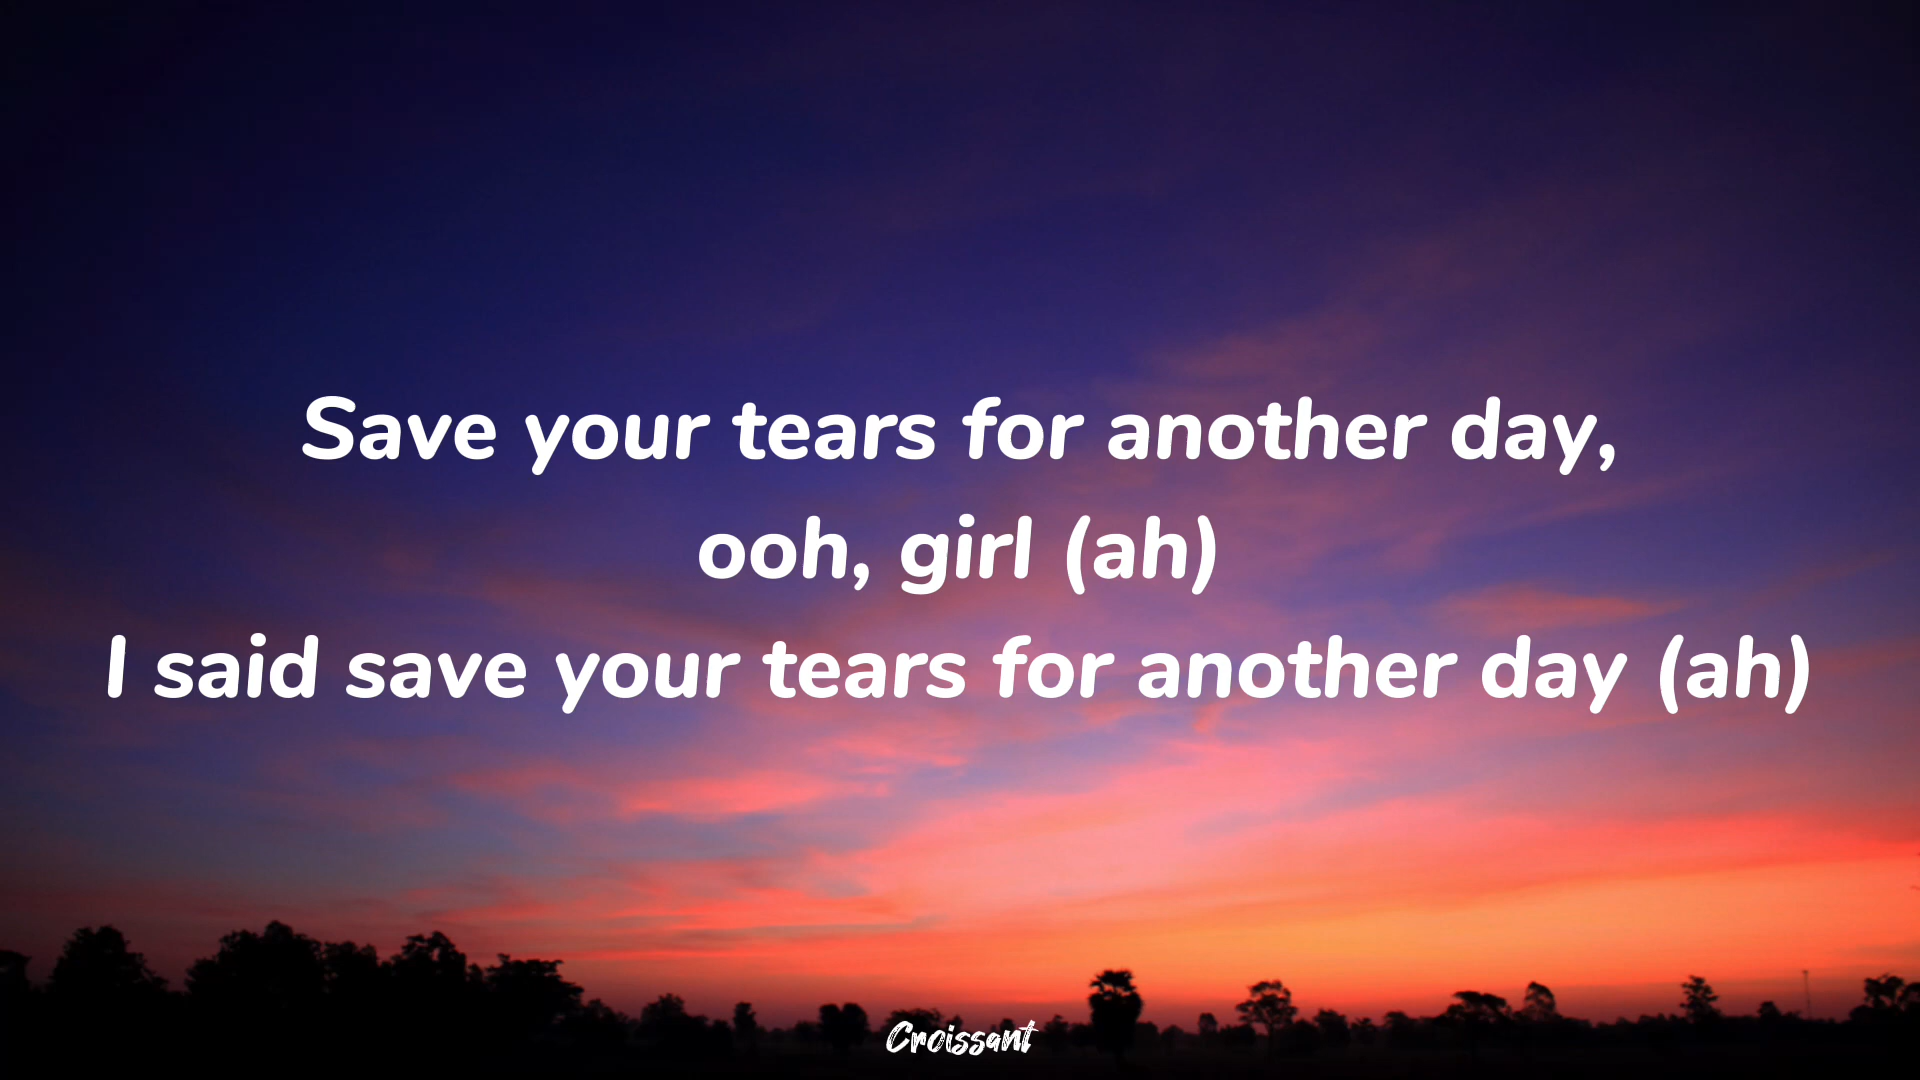 Save your tears for another day,
ooh, girl (ah)
I said save your tears for another day (ah)
Croissant